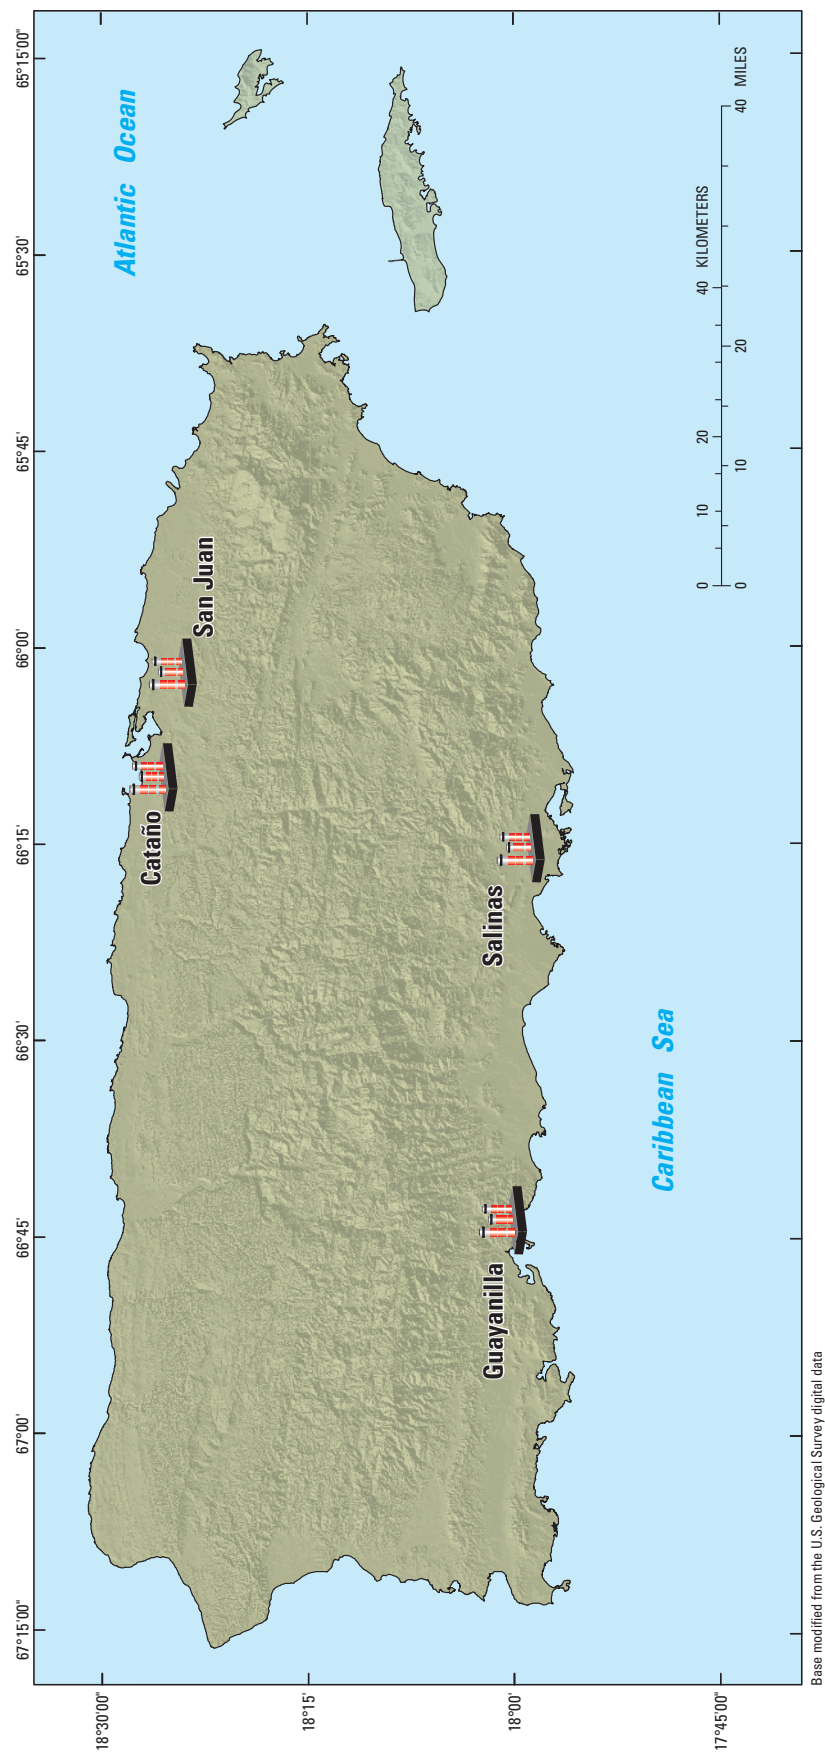 67°15'00"
67°00'
66°45'
66°30'
66°15'
66°00'
65°45'
65°30'
65°15'00"
18°30'00"
18°15'
18°00'
17°45'00"
Atlantic Ocean
San Juan
Cataño
Salinas
Guayanilla
Caribbean Sea
0 10 20 40 KILOMETERS
0 10 20 40 MILES
Base modified from the U.S. Geological Survey digital data